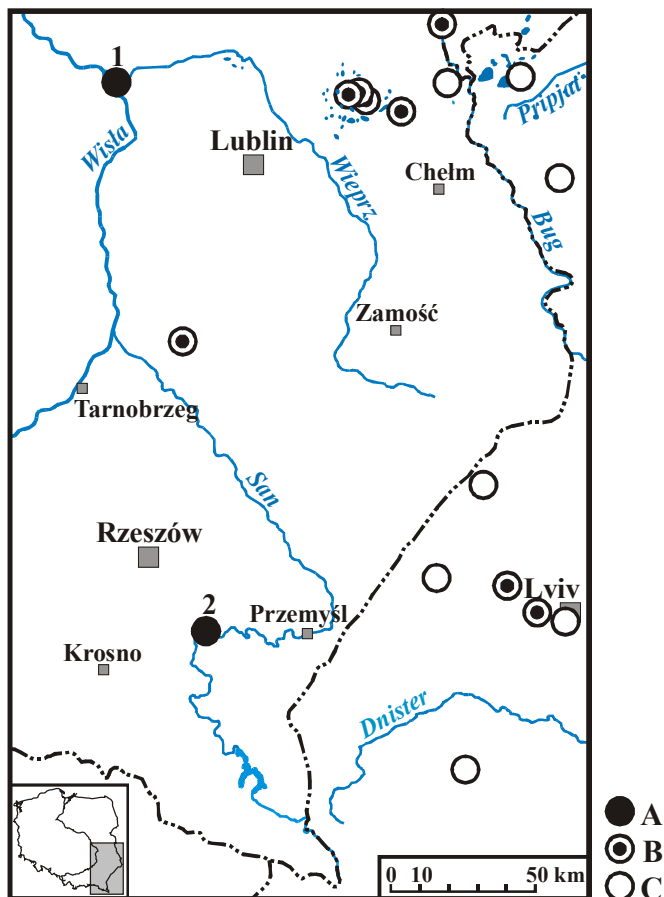 1
Wisła
Lublin
Wieprz
Chełm
Pripjat'
Bug
Zamość
Tarnobrzeg
San
Rzeszów
2
Przemyśl
Lviv
Krosno
Dnister
A
B
C
0 10 50 km